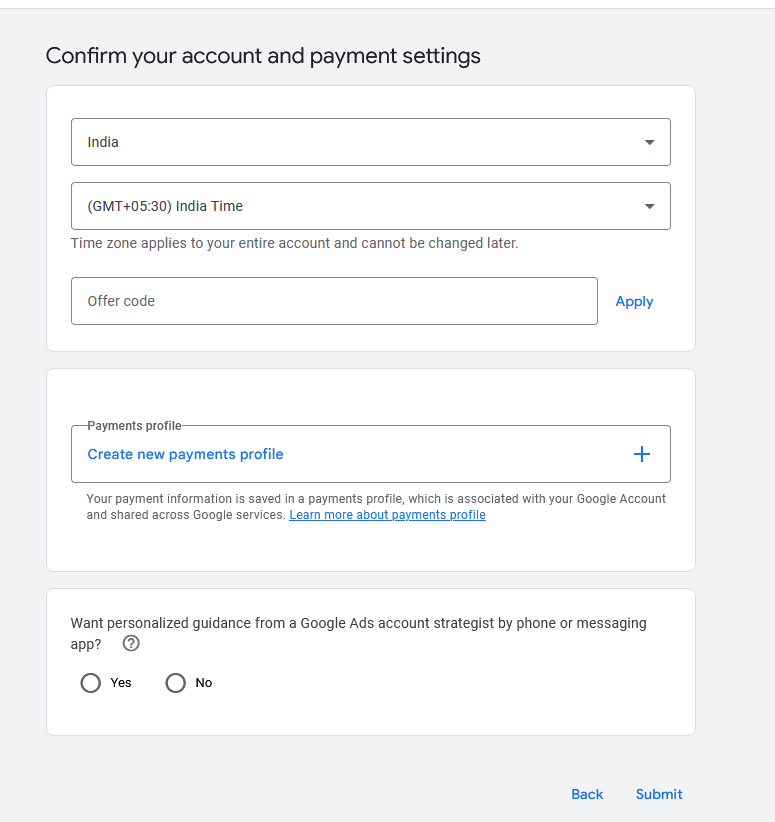 Confirm your account and payment settings
India
(GMT+05:30) India Time
Time zone applies to your entire account and cannot be changed later.
Offer code
Apply
Payments profile
Create new payments profile
Your payment information is saved in a payments profile, which is associated with your Google Account
and shared across Google services. Learn more about payments profile
Want personalized guidance from a Google Ads account strategist by phone or messaging
app?
Yes No
Back Submit